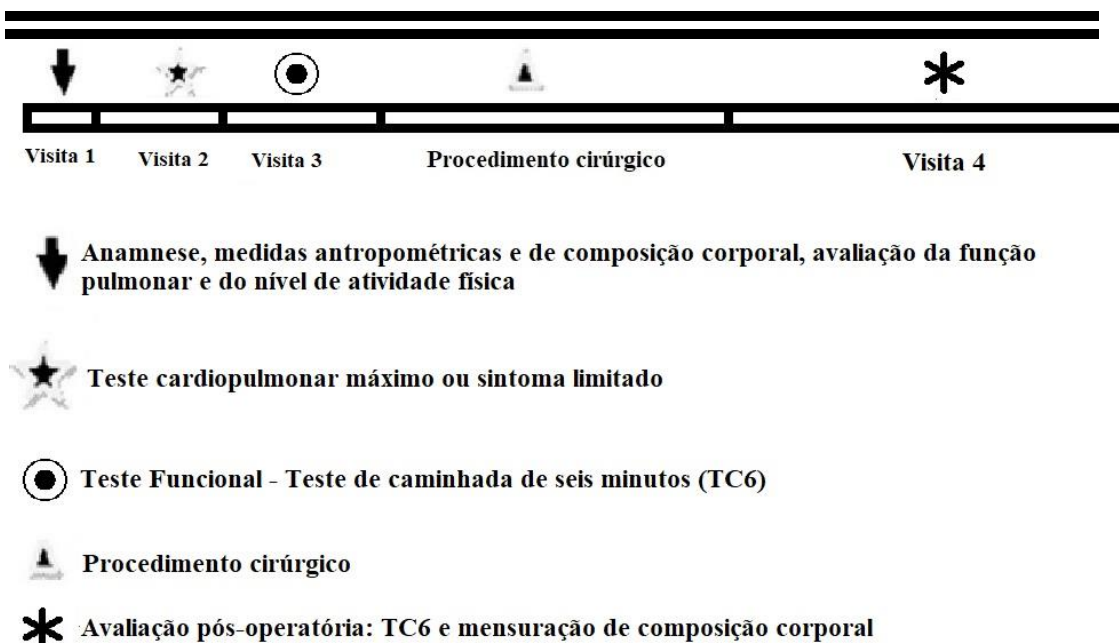 Visita 1
Visita 2
Visita 3
Procedimento cirúrgico
Visita 4
Anamnese, medidas antropométricas e de composição corporal, avaliação da função
pulmonar e do nível de atividade física
Teste cardiopulmonar máximo ou sintoma limitado
Teste Funcional - Teste de caminhada de seis minutos (TC6)
Procedimento cirúrgico
Avaliação pós-operatória: TC6 e mensuração de composição corporal